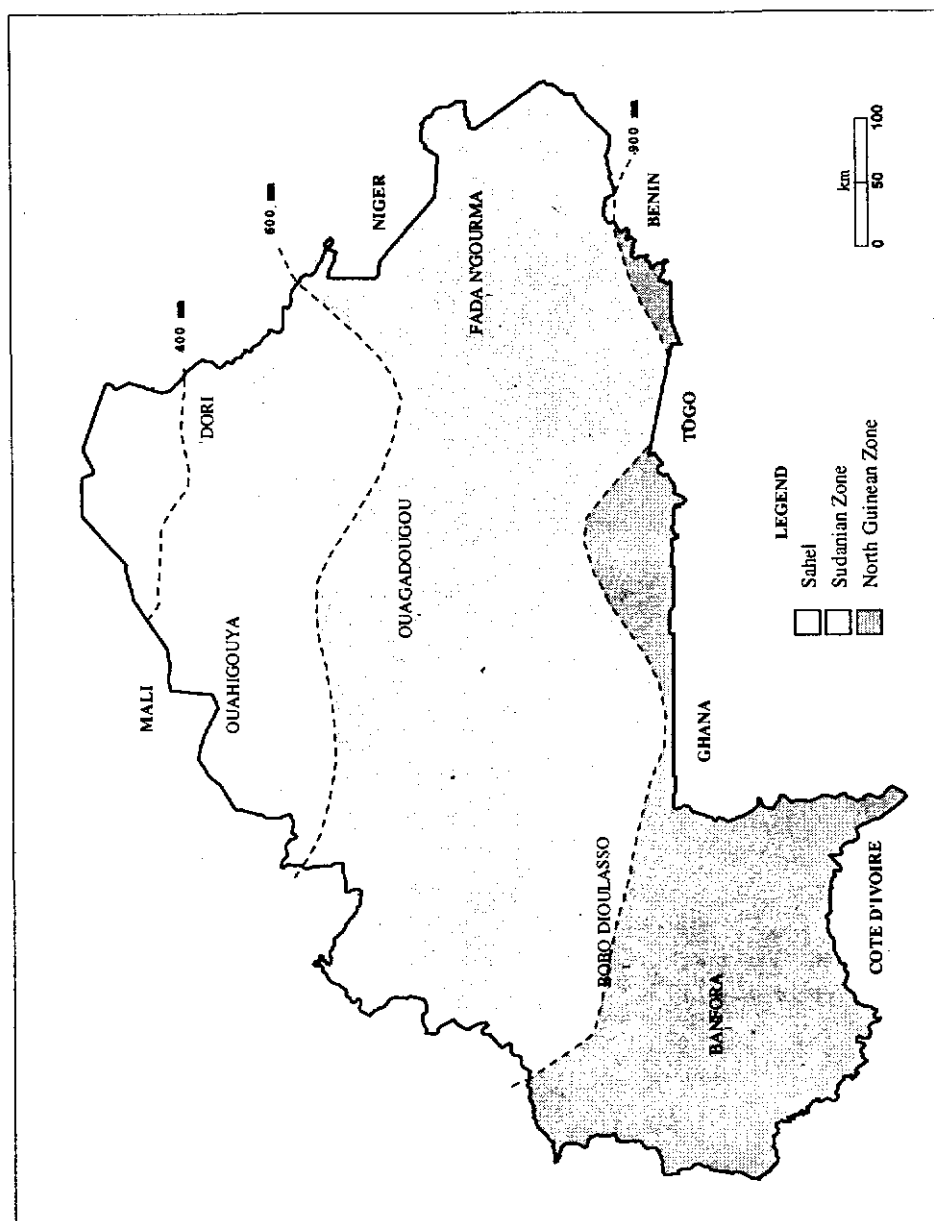 400 mm
600 mm
900 mm
MALI
DORI
NIGER
OUAHIGOUYA
OUAGADOUGOU
FADA N'GOURMA
BOBO DIOULASSO
BENIN
BANFORA
TOGO
GHANA
COTE D'IVOIRE
LEGEND
Sahel
Sudanian Zone
North Guinean Zone
km
0 50 100